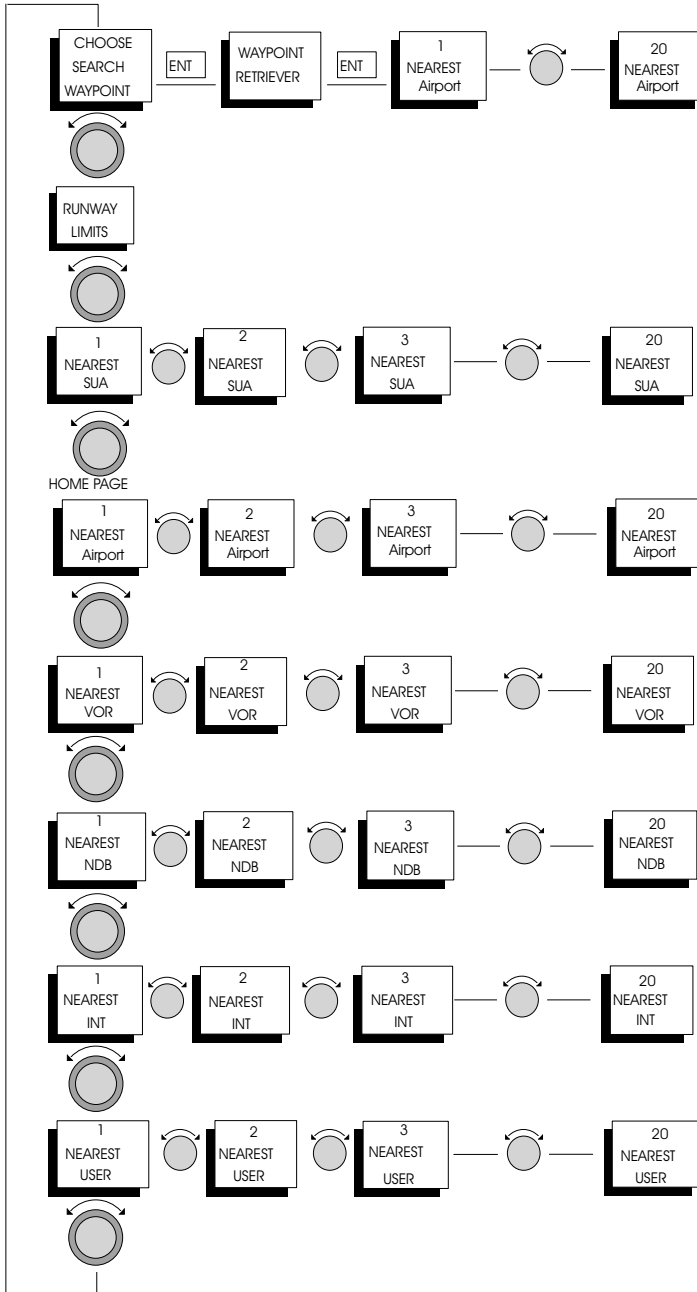 CHOOSE
SEARCH
WAYPOINT
ENT
WAYPOINT
RETRIEVER
ENT
1
NEAREST
Airport
20
NEAREST
Airport
RUNWAY
LIMITS
1
NEAREST
SUA
2
NEAREST
SUA
3
NEAREST
SUA
20
NEAREST
SUA
HOME PAGE
1
NEAREST
Airport
2
NEAREST
Airport
3
NEAREST
Airport
20
NEAREST
Airport
1
NEAREST
VOR
2
NEAREST
VOR
3
NEAREST
VOR
20
NEAREST
VOR
1
NEAREST
NDB
2
NEAREST
NDB
3
NEAREST
NDB
20
NEAREST
NDB
1
NEAREST
INT
2
NEAREST
INT
3
NEAREST
INT
20
NEAREST
INT
1
NEAREST
USER
2
NEAREST
USER
3
NEAREST
USER
20
NEAREST
USER